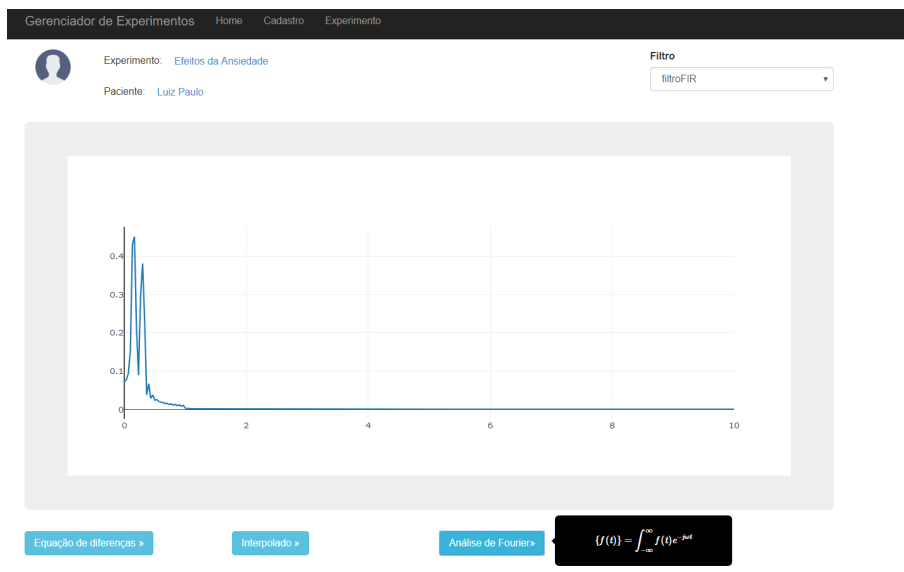 Gerenciador de Experimentos Home Cadastro Experimento
Experimento: Efeitos da Ansiedade
Filtro
filtroFIR
Paciente: Luiz Paulo
0.4
0.3
0.2
0.1
0
0 2 4 6 8 10
Equação de diferenças »
Interpolado »
Análise de Fourier»
{f(t)} = ∫_{-∞}^{∞} f(t)e^{-jwt}